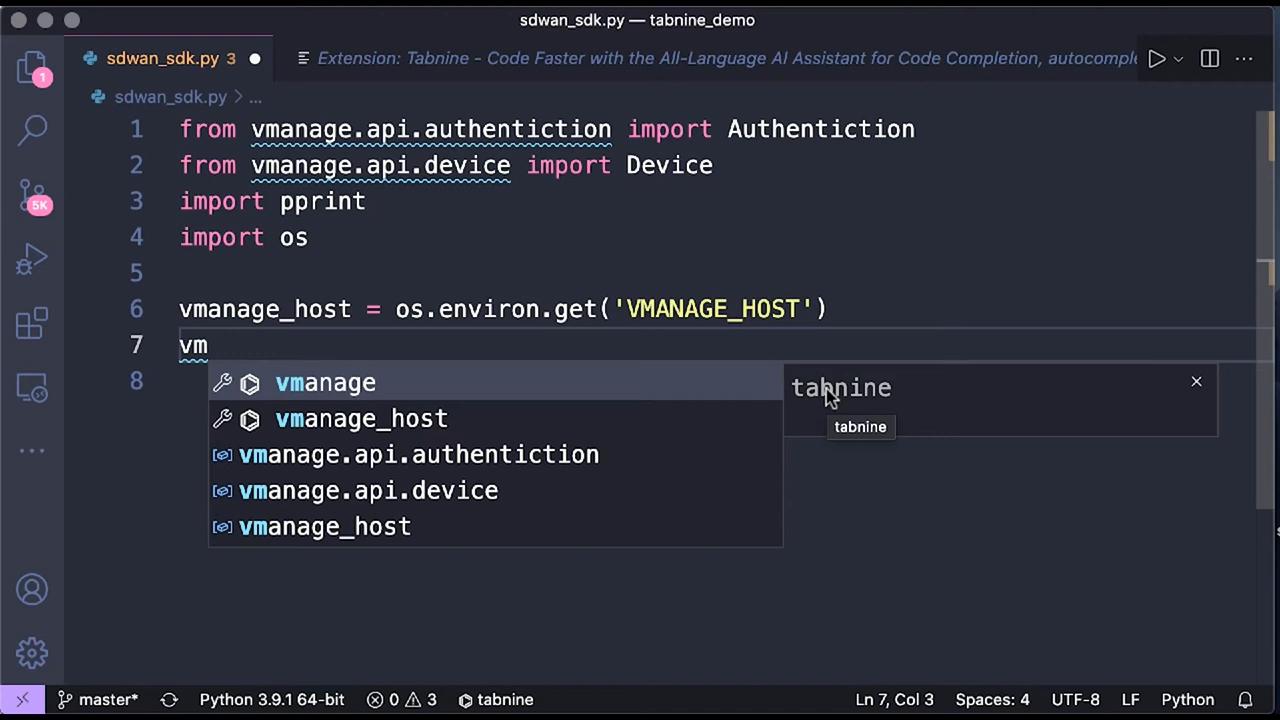 sdwan_sdk.py — tabnine_demo
sdwan_sdk.py 3
Extension: Tabnine - Code Faster with the All-Language AI Assistant for Code Completion, autocomple
1
sdwan_sdk.py > ...
1 from vmanage.api.authentiction import Authentiction
2 from vmanage.api.device import Device
3 import pprint
5K
4 import os
5
6 vmanage_host = os.environ.get('VMANAGE_HOST')
7 vm
8
vmanage
vmanage_host
vmanage.api.authentiction
vmanage.api.device
vmanage_host
tabnine
tabnine
master* Python 3.9.1 64-bit 0 3 tabnine Ln 7, Col 3 Spaces: 4 UTF-8 LF Python